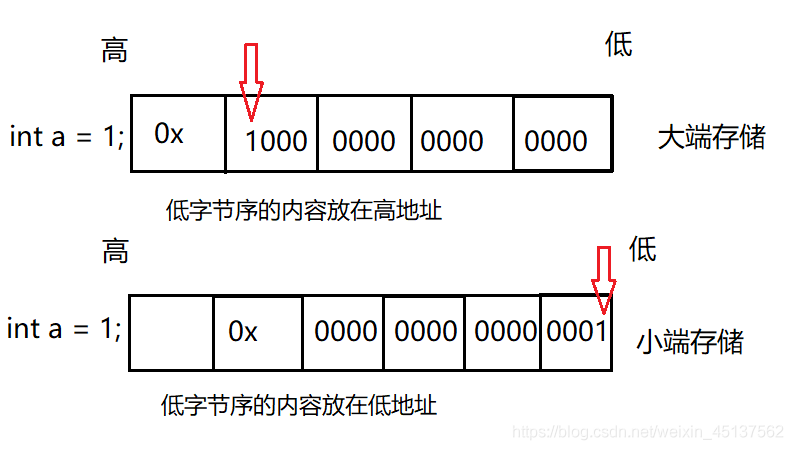 高 低
int a = 1; 0x 1000 0000 0000 0000 大端存储
低字节序的内容放在高地址
高 低
int a = 1; 0x 0000 0000 0000 0001 小端存储
低字节序的内容放在低地址
https://blog.csdn.net/weixin_45137562